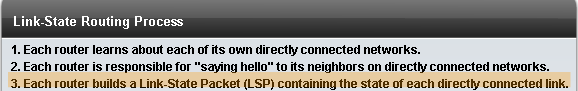 Link-State Routing Process
1. Each router learns about each of its own directly connected networks.
2. Each router is responsible for "saying hello" to its neighbors on directly connected networks.
3. Each router builds a Link-State Packet (LSP) containing the state of each directly connected link.